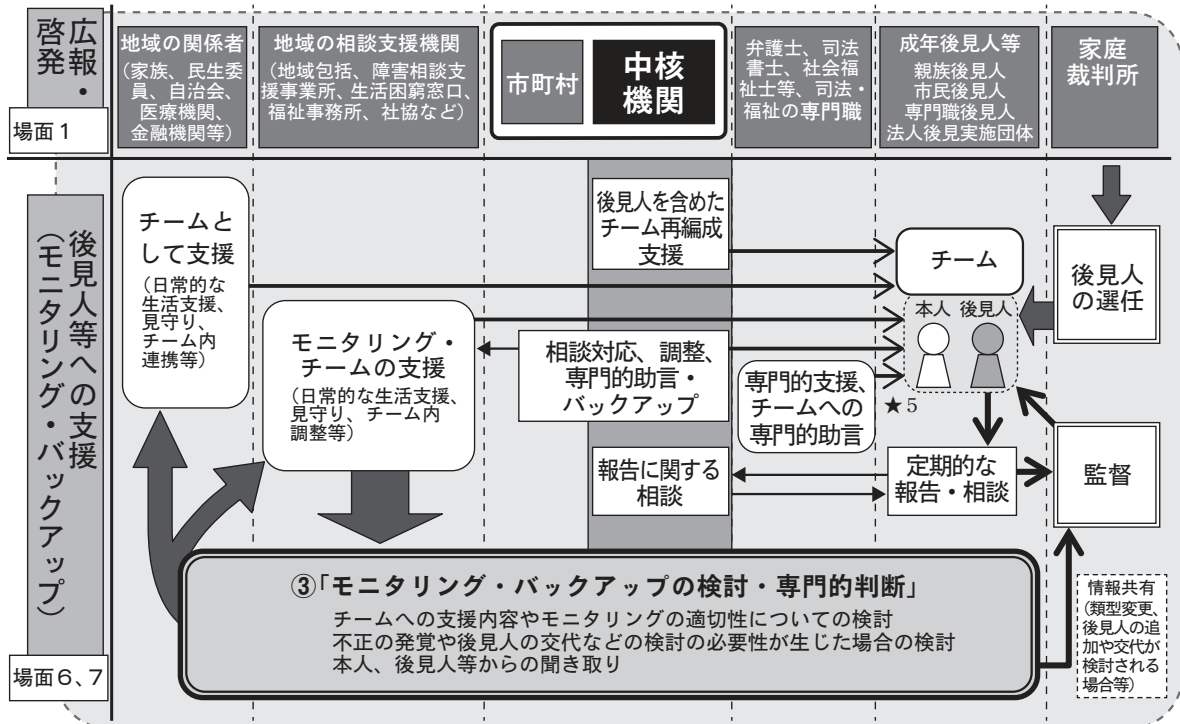 広報・
啓発
場面1
地域の関係者
(家族、民生委
員、自治会、
医療機関、
金融機関等)
地域の相談支援機関
(地域包括、障害相談支
援事業所、生活困窮窓口、
福祉事務所、社協など)
市町村
中核
機関
弁護士、司法
書士、社会福
祉士等、司法・
福祉の専門職
成年後見人等
親族後見人
市民後見人
専門職後見人
法人後見実施団体
家庭
裁判所
後見人等への支援
(モニタリング・バックアップ)
場面6、7
チームと
して支援
(日常的な
生活支援、
見守り、
チーム内
連携等)
モニタリング・
チームの支援
(日常的な生活支援、
見守り、チーム内
調整等)
後見人を含めた
チーム再編成
支援
相談対応、調整、
専門的助言・
バックアップ
専門的支援、
チームへの
専門的助言
★5
チーム
本人 後見人
後見人
の選任
報告に関する
相談
定期的な
報告・相談
監督
③「モニタリング・バックアップの検討・専門的判断」
チームへの支援内容やモニタリングの適切性についての検討
不正の発覚や後見人の交代などの検討の必要性が生じた場合の検討
本人、後見人等からの聞き取り
情報共有
(類型変更、
後見人の追
加や交代が
検討される
場合等)